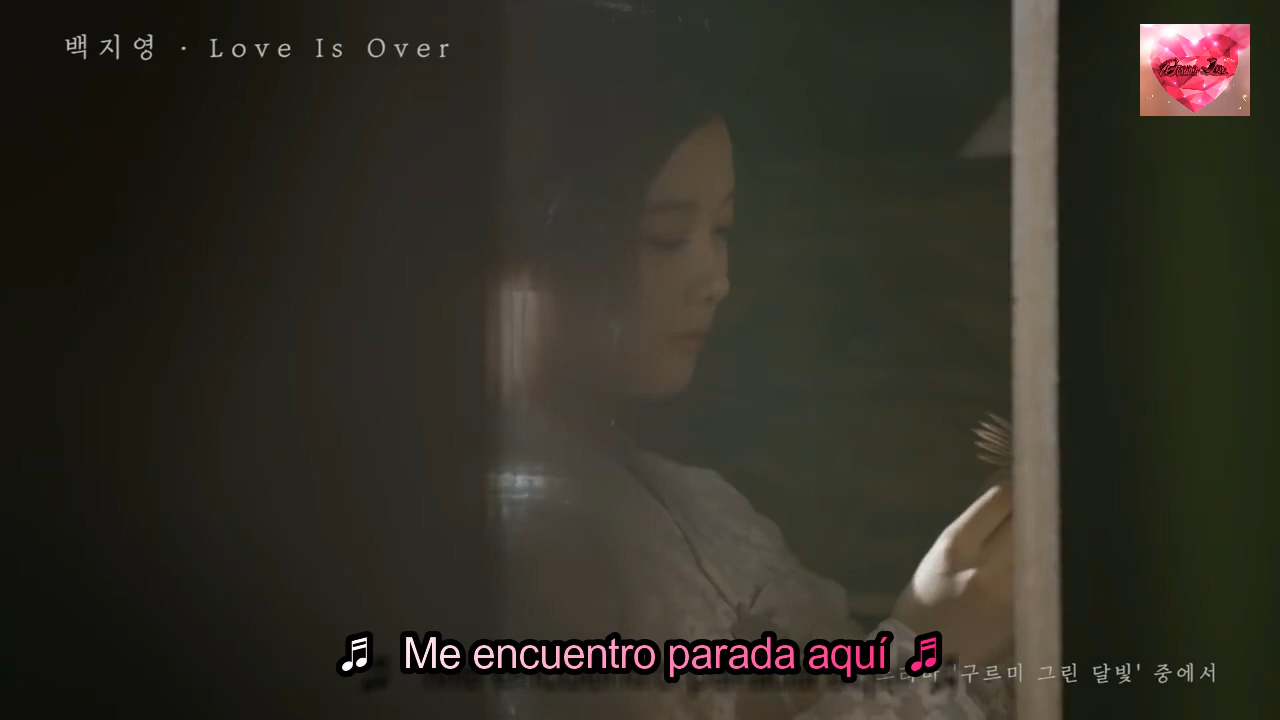 백지영 · Love Is Over
♬ Me encuentro parada aquí ♬
'구르미 그린 달빛' 중에서